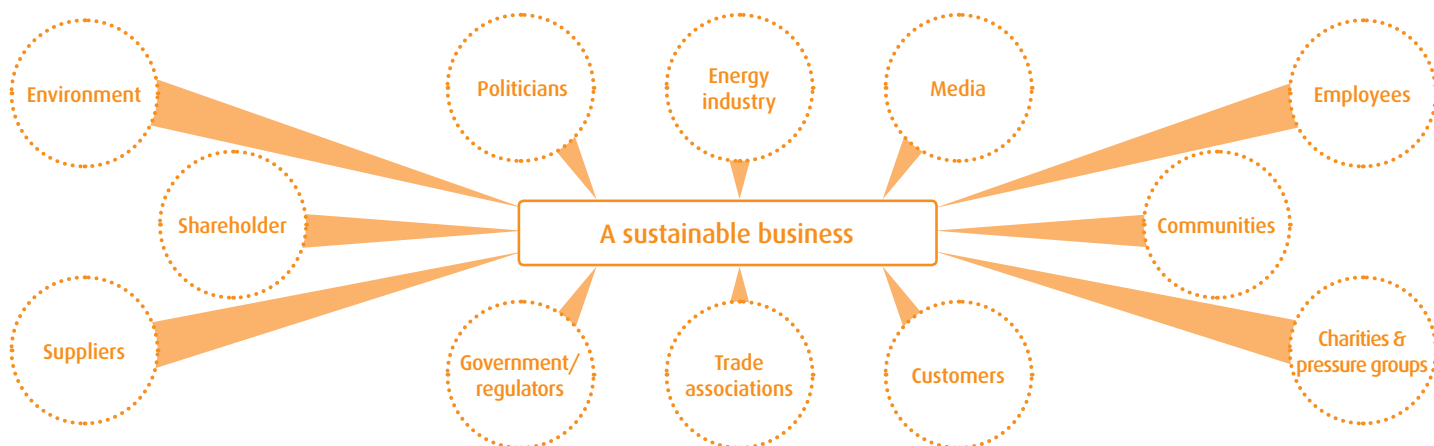 Environment
Politicians
Energy
industry
Media
Employees
Shareholder
A sustainable business
Communities
Suppliers
Government/
regulators
Trade
associations
Customers
Charities &
pressure groups